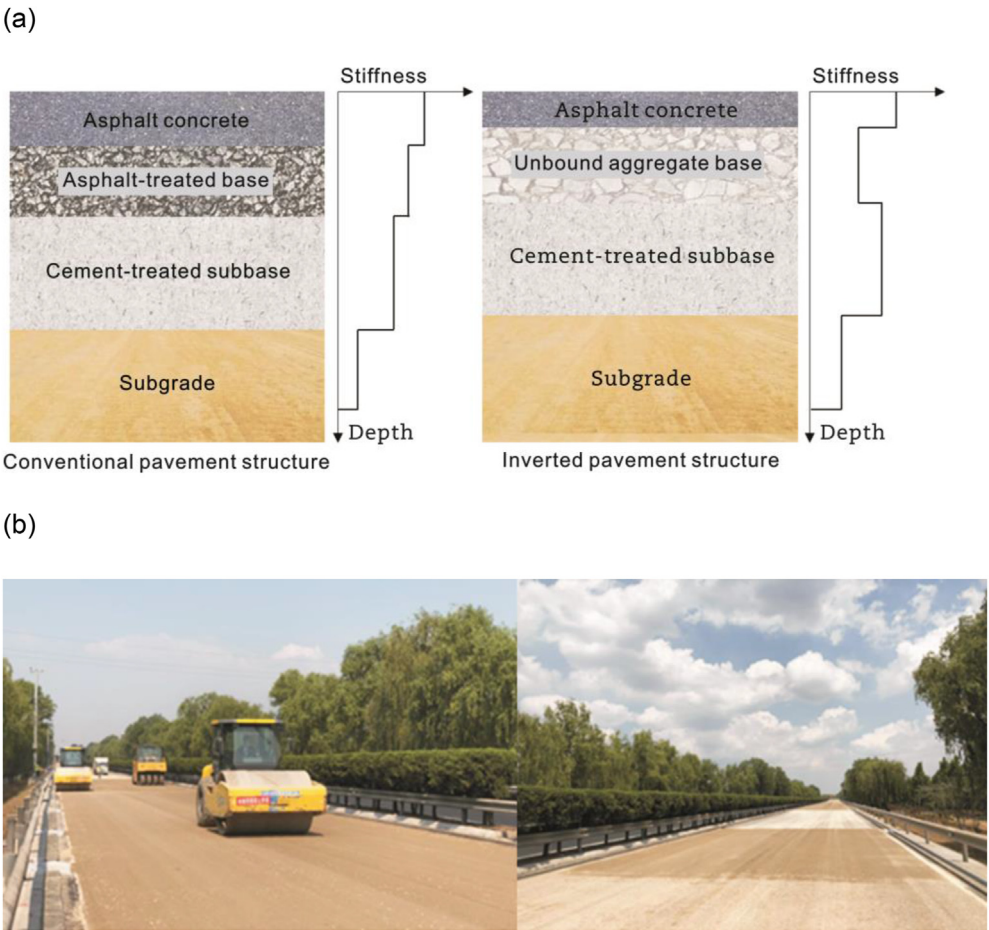 (a)
Stiffness
Stiffness
Asphalt concrete
Asphalt concrete
Asphalt-treated base
Unbound aggregate base
Cement-treated subbase
Cement-treated subbase
Subgrade
Subgrade
Depth
Depth
Conventional pavement structure
Inverted pavement structure
(b)